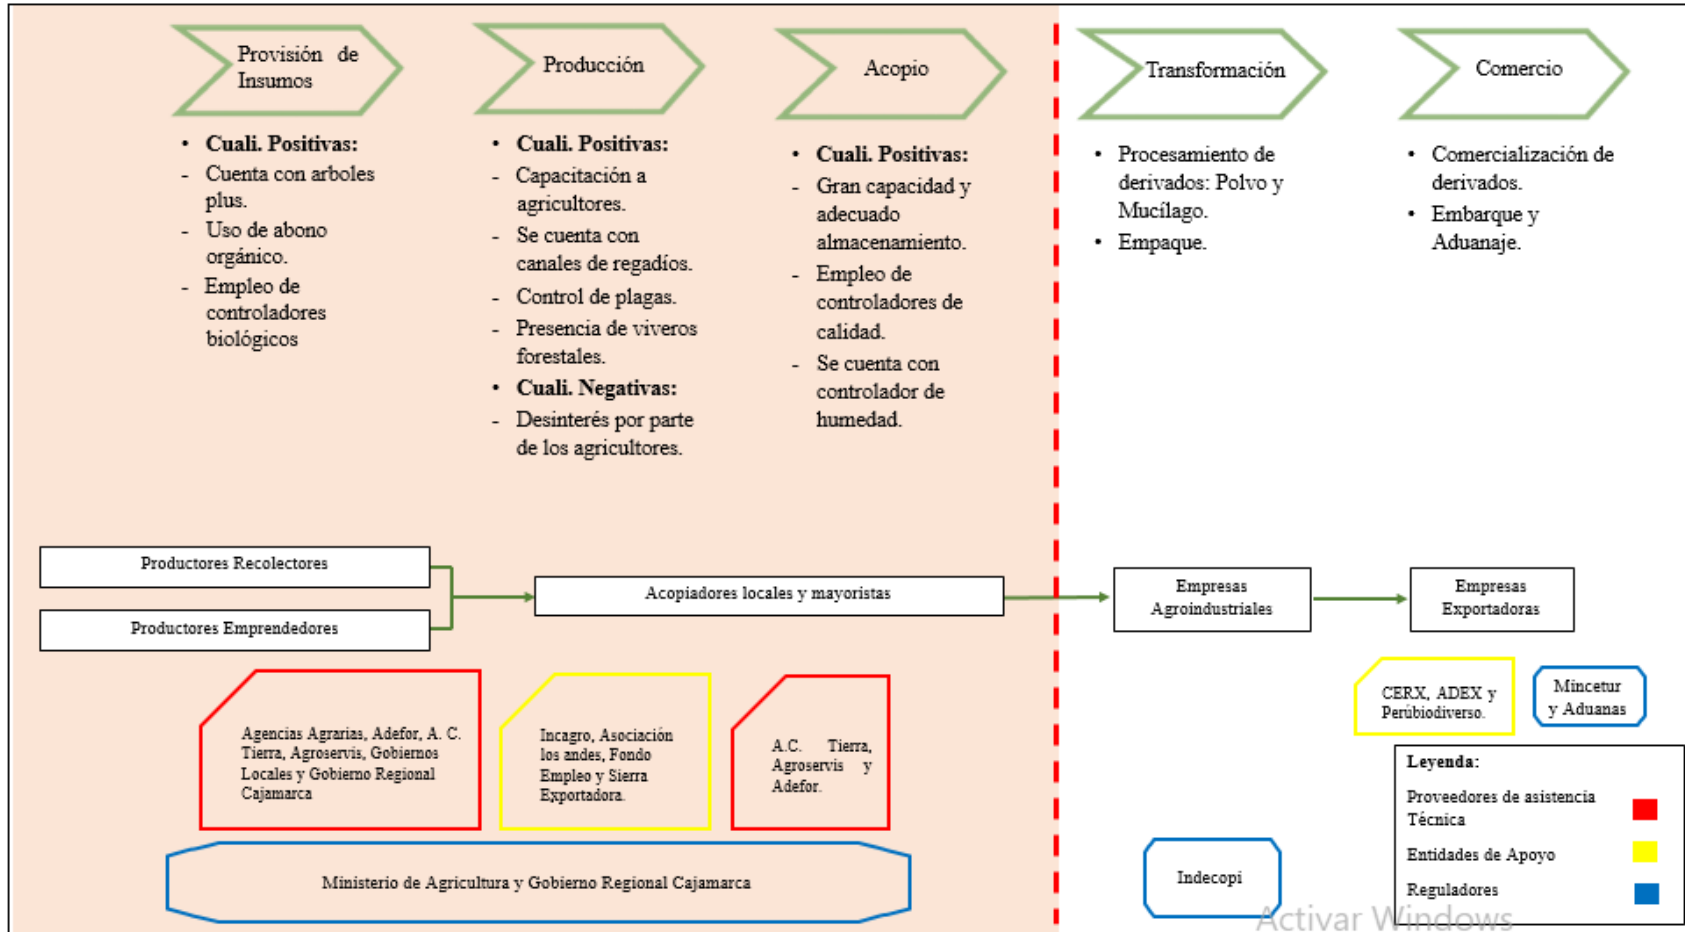 Provisión de
Insumos
Producción
Acopio
Transformación
Comercio
• Cuali. Positivas:
- Cuenta con arboles
plus.
- Uso de abono
orgánico.
- Empleo de
controladores
biológicos
• Cuali. Positivas:
- Capacitación a
agricultores.
- Se cuenta con
canales de regadíos.
- Control de plagas.
- Presencia de viveros
forestales.
• Cuali. Negativas:
- Desinterés por parte
de los agricultores.
• Cuali. Positivas:
- Gran capacidad y
adecuado
almacenamiento.
- Empleo de
controladores de
calidad.
- Se cuenta con
controlador de
humedad.
• Procesamiento de
derivados: Polvo y
Mucílago.
• Empaque.
• Comercialización de
derivados.
• Embarque y
Aduanaje.
Productores Recolectores
Productores Emprendedores
Acopiadores locales y mayoristas
Empresas
Agroindustriales
Empresas
Exportadoras
Agencias Agrarias, Adefor, A. C.
Tierra, Agroservis, Gobiernos
Locales y Gobierno Regional
Cajamarca
Incagro, Asociación
los andes, Fondo
Empleo y Sierra
Exportadora.
A.C. Tierra,
Agroservis y
Adefor.
CERX, ADEX y
Perúbiodiverso.
Mincetur
y Aduanas
Ministerio de Agricultura y Gobierno Regional Cajamarca
Indecopi
Leyenda:
Proveedores de asistencia
Técnica
Entidades de Apoyo
Reguladores
Activar Windows